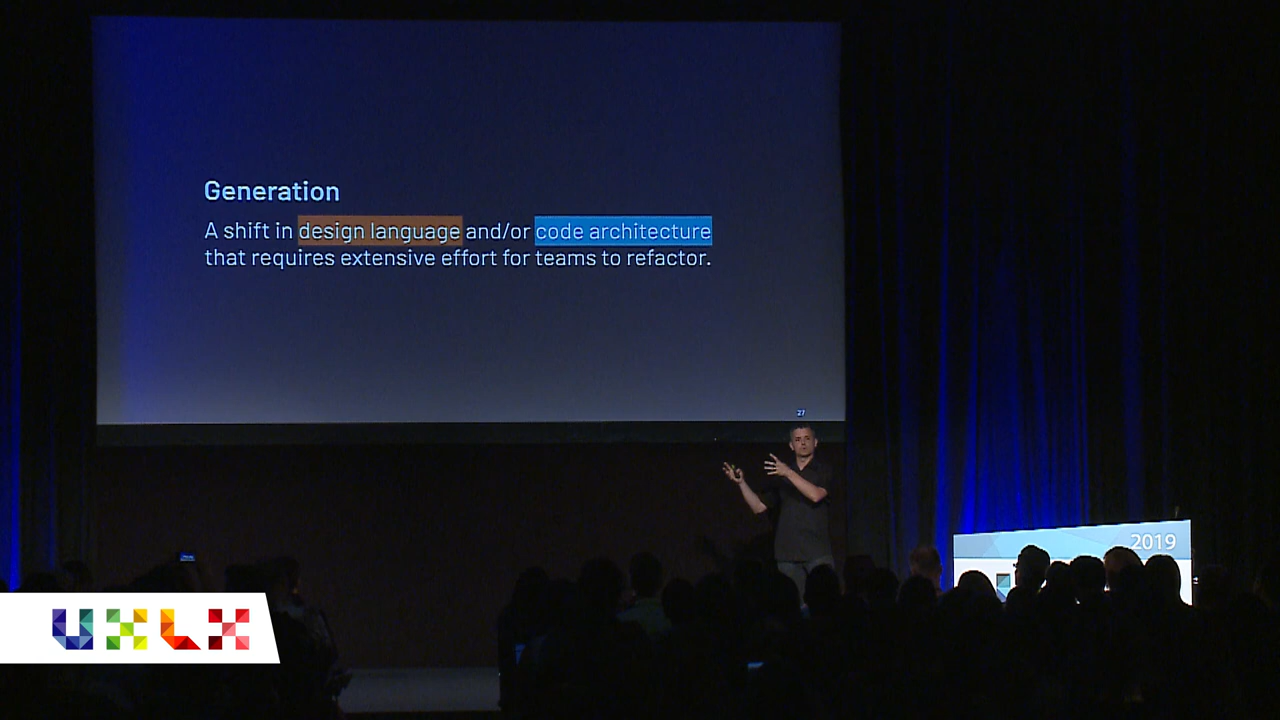 Generation
A shift in design language and/or code architecture
that requires extensive effort for teams to refactor.
27
2019
UXLX